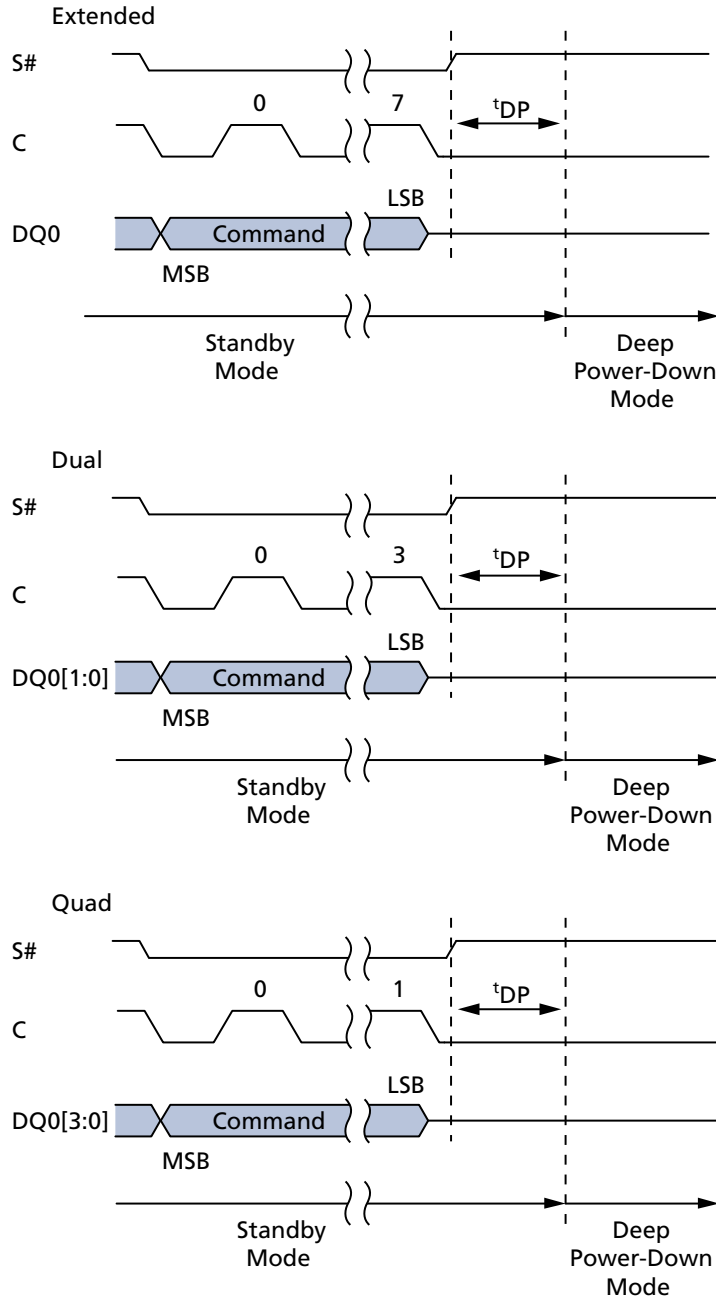 Extended
S#
0 7
tDP
C
LSB
DQ0
Command
MSB
Standby
Mode
Deep
Power-Down
Mode
Dual
S#
0 3
tDP
C
LSB
DQ0[1:0]
Command
MSB
Standby
Mode
Deep
Power-Down
Mode
Quad
S#
0 1
tDP
C
LSB
DQ0[3:0]
Command
MSB
Standby
Mode
Deep
Power-Down
Mode